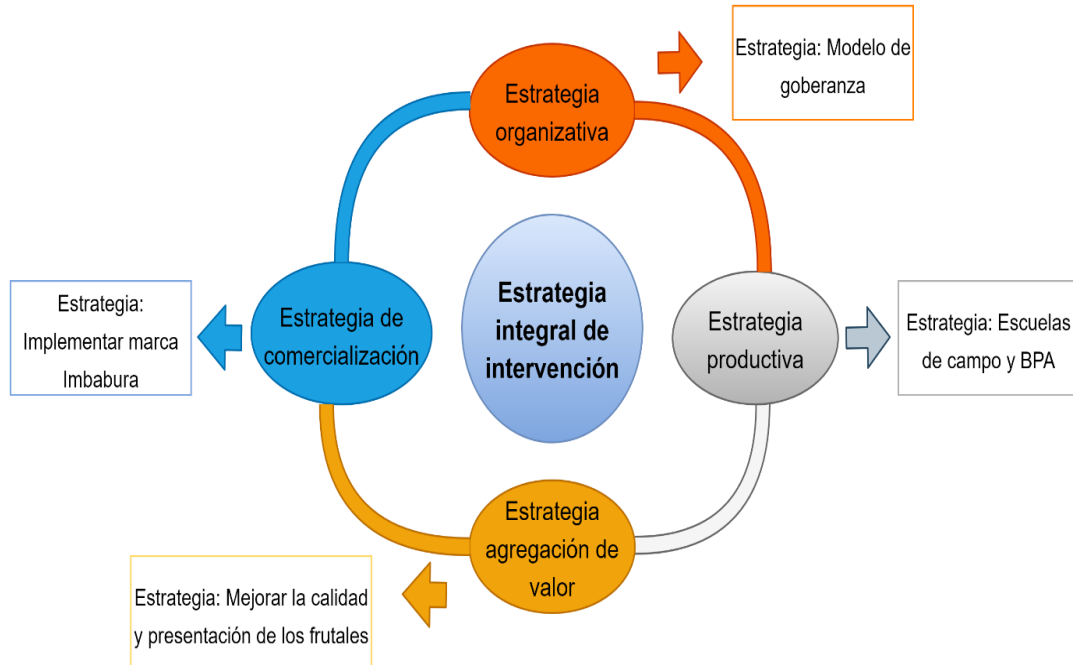 Estrategia
organizativa
Estrategia: Modelo de
goberanza
Estrategia
integral de
intervención
Estrategia
productiva
Estrategia: Escuelas
de campo y BPA
Estrategia
agregación de
valor
Estrategia: Mejorar la calidad
y presentación de los frutales
Estrategia de
comercialización
Estrategia:
Implementar marca
Imbabura